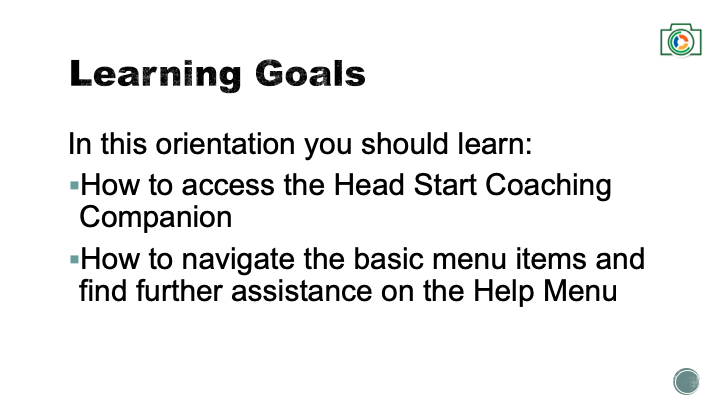 Learning Goals
In this orientation you should learn:
▪How to access the Head Start Coaching
Companion
▪How to navigate the basic menu items and
find further assistance on the Help Menu